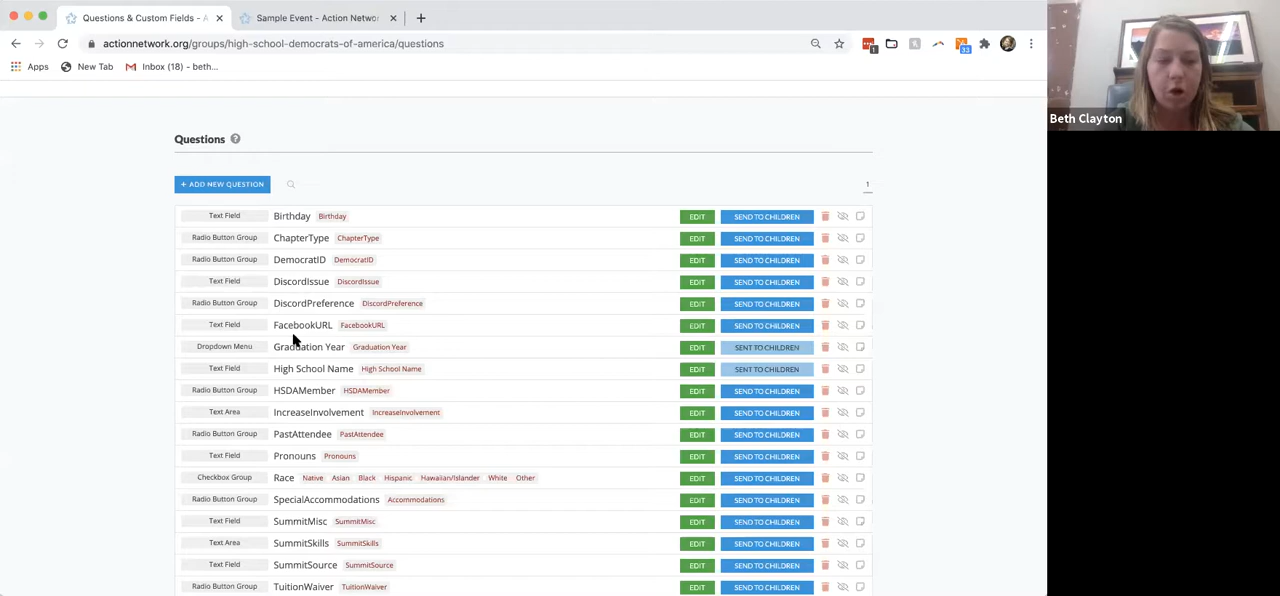 Questions & Custom Fields - A
Sample Event - Action Networ
actionnetwork.org/groups/high-school-democrats-of-america/questions
1
33
Apps New Tab Inbox (18) - beth...
Beth Clayton
Questions ?
+ ADD NEW QUESTION
1
Text Field Birthday Birthday EDIT SEND TO CHILDREN
Radio Button Group ChapterType ChapterType EDIT SEND TO CHILDREN
Radio Button Group DemocratID DemocratID EDIT SEND TO CHILDREN
Text Field DiscordIssue DiscordIssue EDIT SEND TO CHILDREN
Radio Button Group DiscordPreference DiscordPreference EDIT SEND TO CHILDREN
Text Field FacebookURL FacebookURL EDIT SEND TO CHILDREN
Dropdown Menu Graduation Year Graduation Year EDIT SENT TO CHILDREN
Text Field High School Name High School Name EDIT SENT TO CHILDREN
Radio Button Group HSDAMember HSDAMember EDIT SEND TO CHILDREN
Text Area IncreaseInvolvement IncreaseInvolvement EDIT SEND TO CHILDREN
Radio Button Group PastAttendee PastAttendee EDIT SEND TO CHILDREN
Text Field Pronouns Pronouns EDIT SEND TO CHILDREN
Checkbox Group Race Native Asian Black Hispanic Hawaiian/Islander White Other EDIT SEND TO CHILDREN
Radio Button Group SpecialAccommodations Accommodations EDIT SEND TO CHILDREN
Text Field SummitMisc SummitMisc EDIT SEND TO CHILDREN
Text Area SummitSkills SummitSkills EDIT SEND TO CHILDREN
Text Field SummitSource SummitSource EDIT SEND TO CHILDREN
Radio Button Group TuitionWaiver TuitionWaiver EDIT SEND TO CHILDREN